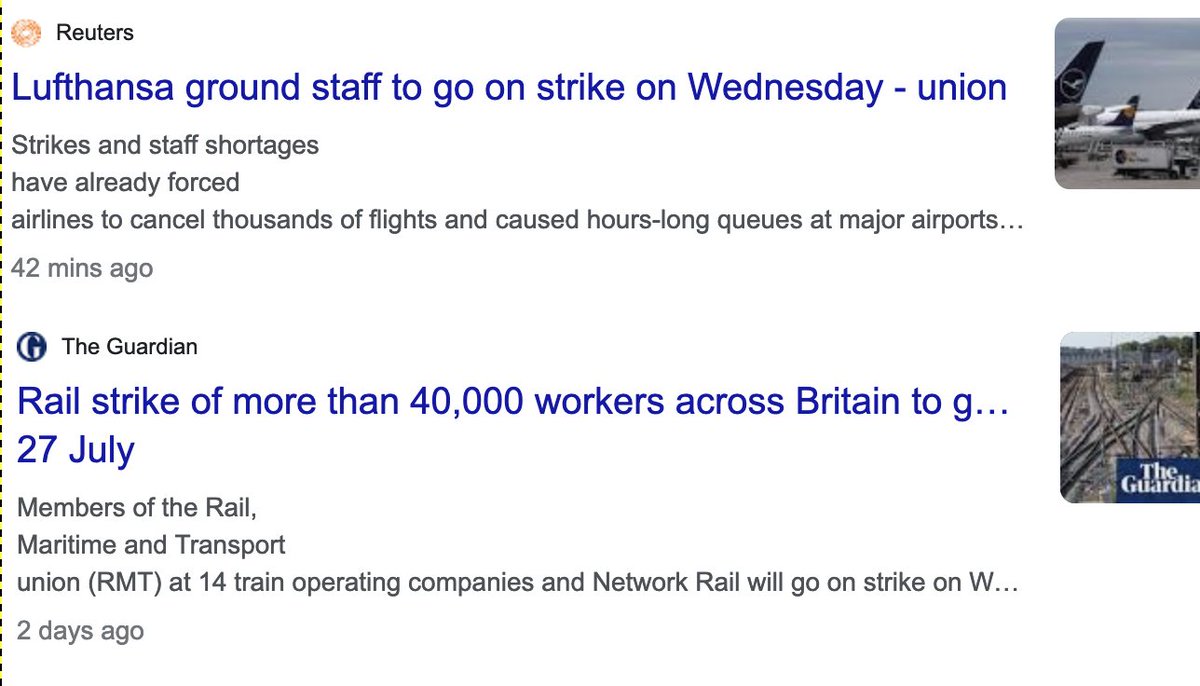 Reuters
Lufthansa ground staff to go on strike on Wednesday - union
Strikes and staff shortages
have already forced
airlines to cancel thousands of flights and caused hours-long queues at major airports…
42 mins ago
The Guardian
Rail strike of more than 40,000 workers across Britain to g…
27 July
Members of the Rail,
Maritime and Transport
union (RMT) at 14 train operating companies and Network Rail will go on strike on W…
2 days ago
The
Guardia